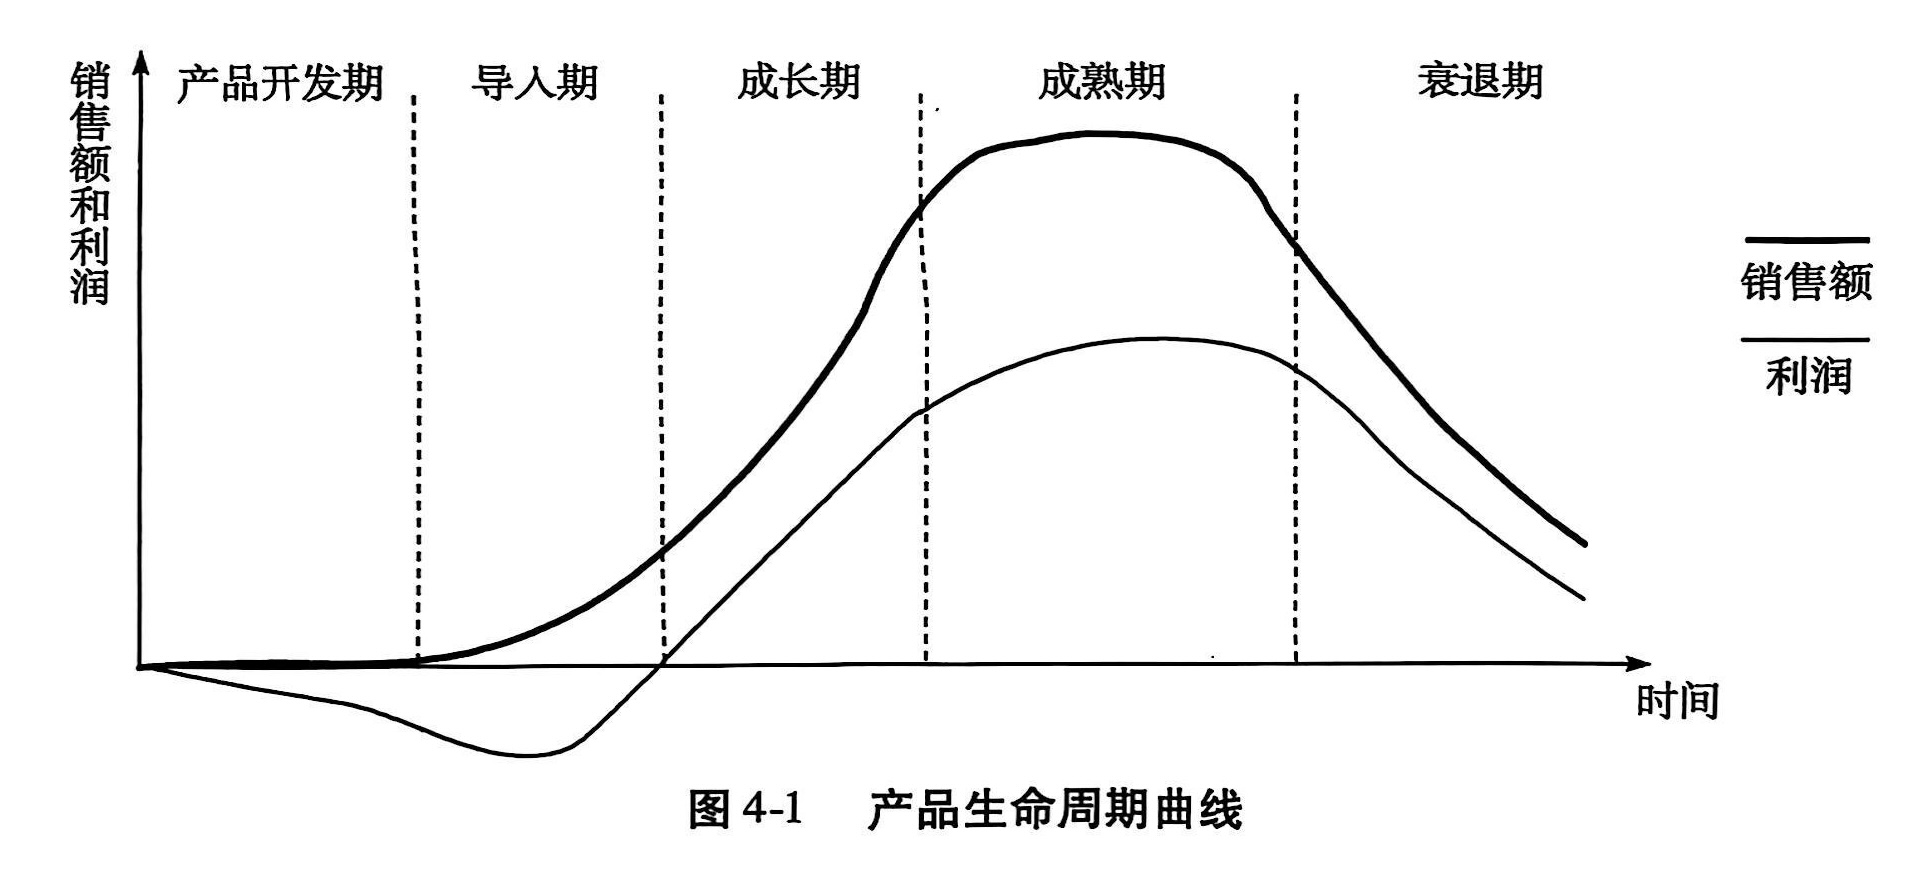 销售额和利润
产品开发期
导入期
成长期
成熟期
衰退期
销售额
利润
时间
图 4-1 产品生命周期曲线